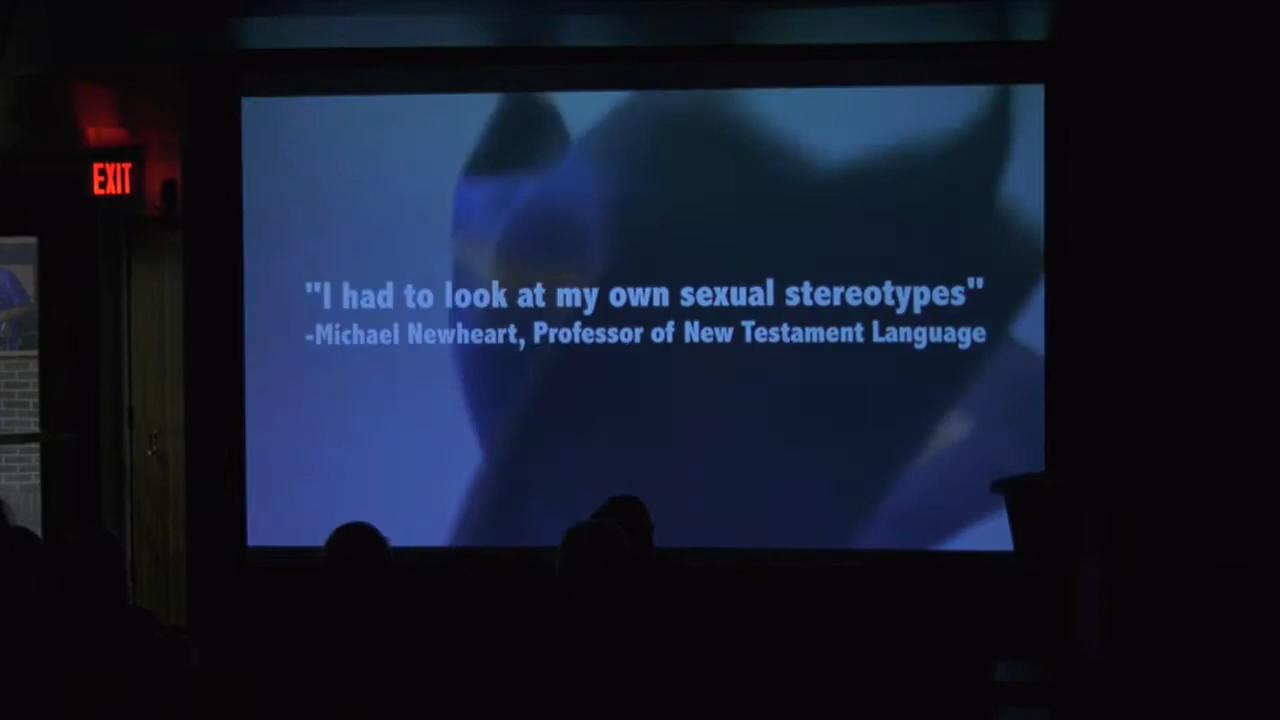 EXIT
"I had to look at my own sexual stereotypes"
-Michael Newheart, Professor of New Testament Language